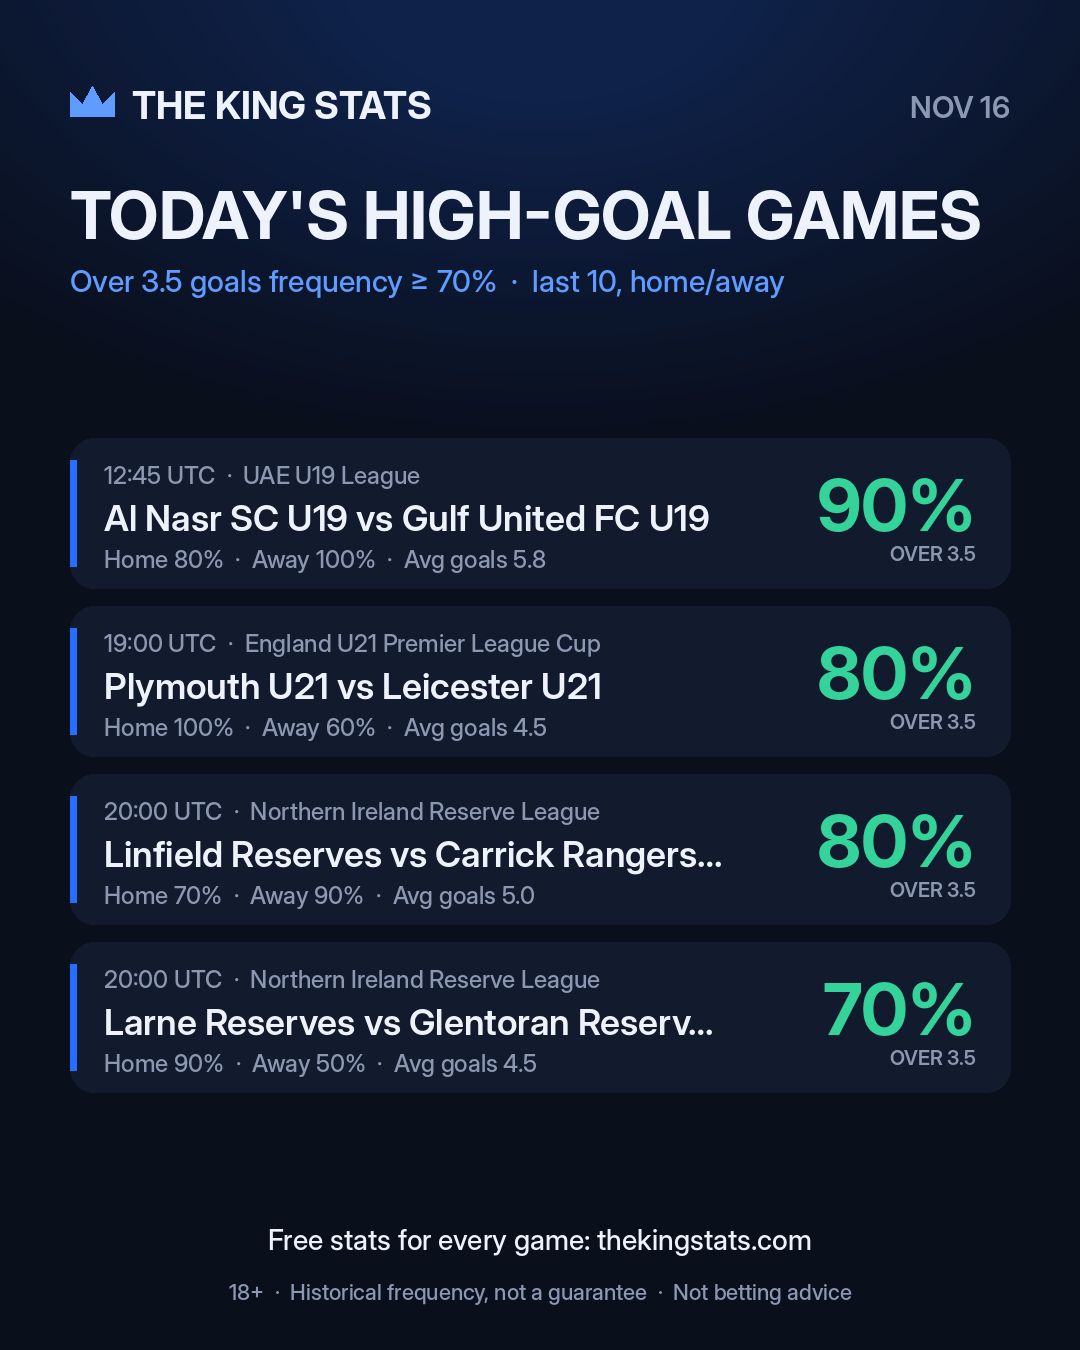 THE KING STATS
NOV 16
TODAY'S HIGH-GOAL GAMES
Over 3.5 goals frequency ≥ 70% · last 10, home/away
12:45 UTC · UAE U19 League
Al Nasr SC U19 vs Gulf United FC U19
Home 80% · Away 100% · Avg goals 5.8
90%
OVER 3.5
19:00 UTC · England U21 Premier League Cup
Plymouth U21 vs Leicester U21
Home 100% · Away 60% · Avg goals 4.5
80%
OVER 3.5
20:00 UTC · Northern Ireland Reserve League
Linfield Reserves vs Carrick Rangers...
Home 70% · Away 90% · Avg goals 5.0
80%
OVER 3.5
20:00 UTC · Northern Ireland Reserve League
Larne Reserves vs Glentoran Reserv...
Home 90% · Away 50% · Avg goals 4.5
70%
OVER 3.5
Free stats for every game: thekingstats.com
18+ · Historical frequency, not a guarantee · Not betting advice